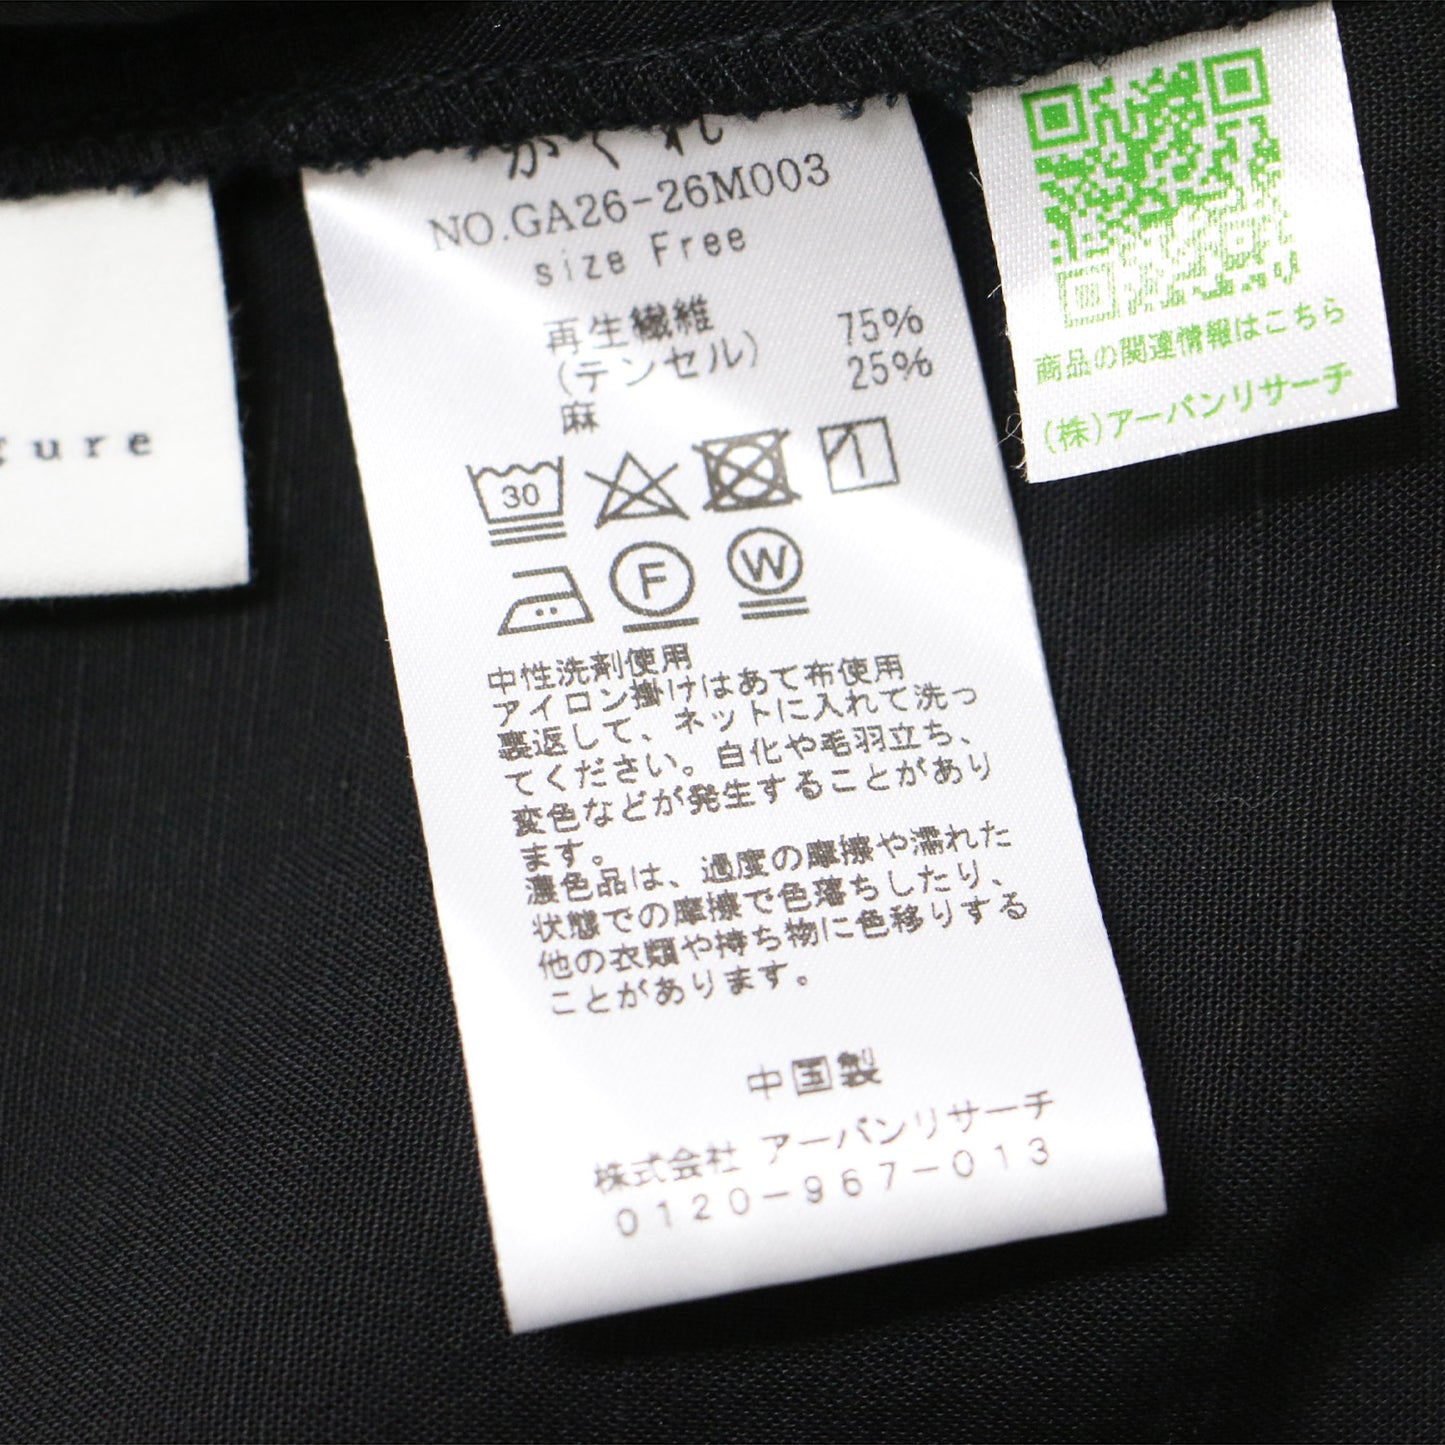 かぐれ
NO.GA26-26M003
size Free
再生繊維 75%
(テンセル) 25%
麻
30
F
W
中性洗剤使用
アイロン掛けはあて布使用
裏返して、ネットに入れて洗っ
てください。白化や毛羽立ち、
変色などが発生することがあり
ます。
濃色品は、過度の摩擦や濡れた
状態での摩擦で色落ちしたり、
他の衣類や持ち物に色移りする
ことがあります。
中国製
株式会社 アーバンリサーチ
0120-967-013
商品の関連情報はこちら
(株)アーバンリサーチ